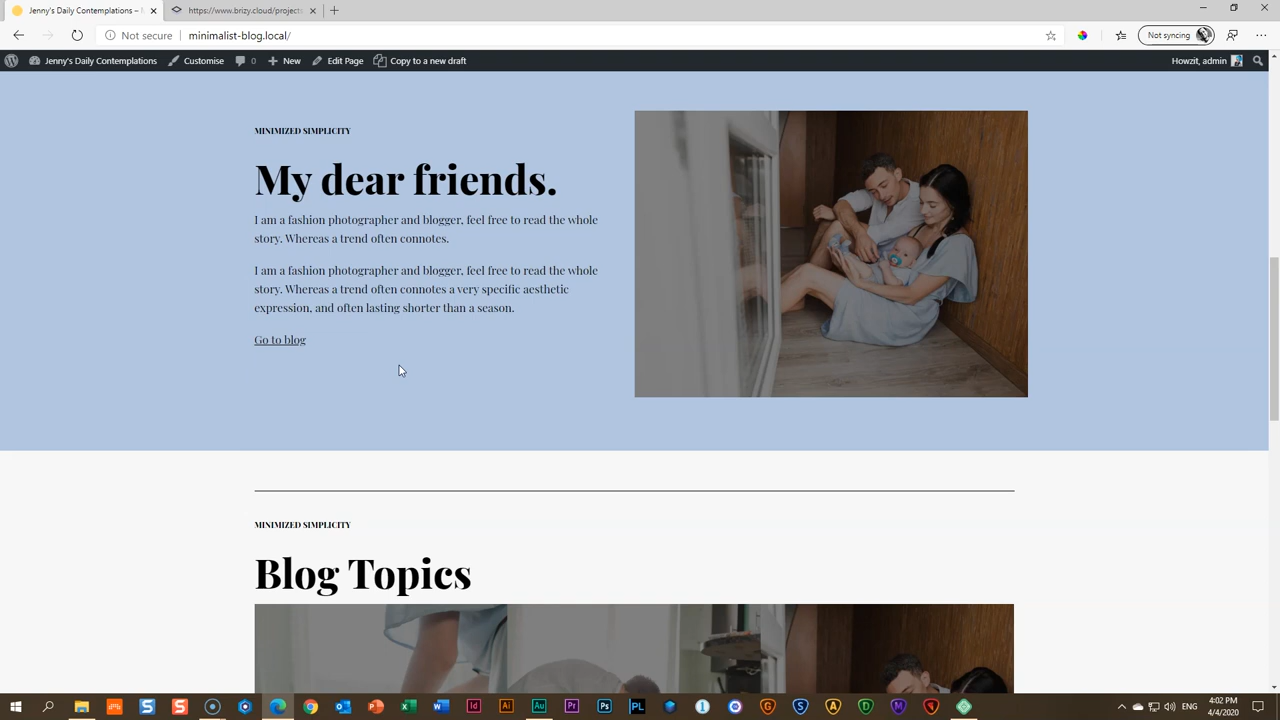 Jenny's Daily Contemplations –
https://www.brizy.cloud/projects
Not secure
minimalist-blog.local/
Not syncing
Jenny's Daily Contemplations
Customise
0
New
Edit Page
Copy to a new draft
Howzit, admin
MINIMIZED SIMPLICITY
My dear friends.
I am a fashion photographer and blogger, feel free to read the whole
story. Whereas a trend often connotes.
I am a fashion photographer and blogger, feel free to read the whole
story. Whereas a trend often connotes a very specific aesthetic
expression, and often lasting shorter than a season.
Go to blog
MINIMIZED SIMPLICITY
Blog Topics
ENG
4:02 PM
4/4/2020